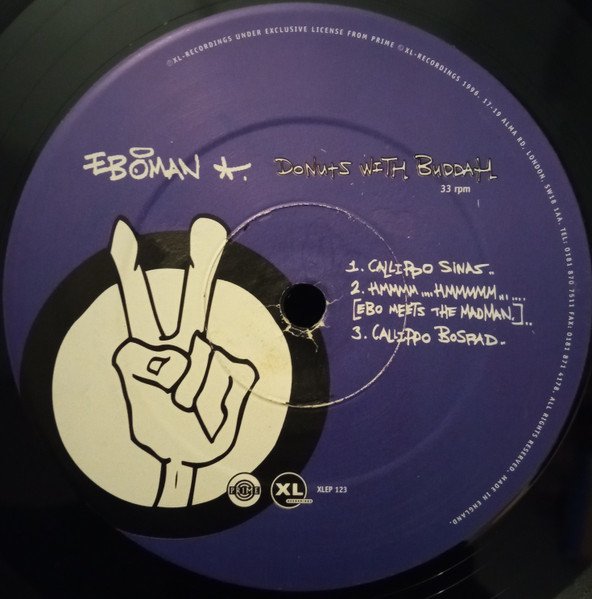 ©XL-RECORDINGS UNDER EXCLUSIVE LICENSE FROM PRIME ©XL-RECORDINGS 1996. 17-19 ALMA RD. LONDON. SW18 1AA. TEL: 0181 870 7511 FAX: 0181 871 4178. ALL RIGHTS RESERVED. MADE IN ENGLAND.
EBOMAN A. DONUTS WITH BUDDAH
33 rpm
1. CALLIPPO SINAS..
2. HMMMM ....HMMMMMM........
[EBO MEETS THE MADMAN.]..
3. CALLIPPO BOSPAD.
PRIME XL RECORDINGS XLEP 123